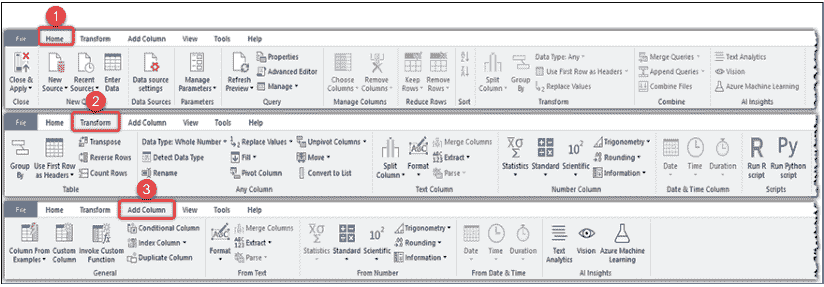 1
File Home Transform Add Column View Tools Help
Close & Apply New Source Recent Sources Enter Data Data source settings Manage Parameters Refresh Preview Properties Advanced Editor Manage Choose Columns Remove Columns Keep Rows Remove Rows Split Column Group By Data Type: Any Use First Row as Headers Replace Values Merge Queries Append Queries Combine Files Text Analytics Vision Azure Machine Learning
Close New Query Data Sources Parameters Query Manage Columns Reduce Rows Sort Transform Combine AI Insights
2
File Home Transform Add Column View Tools Help
Group By Use First Row as Headers Transpose Reverse Rows Count Rows Data Type: Whole Number Detect Data Type Rename Replace Values Fill Pivot Column Unpivot Columns Move Convert to List Split Column Format Merge Columns Extract Parse Statistics Standard Scientific Trigonometry Rounding Information Date Time Duration Run R script Run Python script
Table Any Column Text Column Number Column Date & Time Column Scripts
3
File Home Transform Add Column View Tools Help
Column From Examples Custom Column Invoke Custom Function Conditional Column Index Column Duplicate Column Format Merge Columns Extract Parse Statistics Standard Scientific Trigonometry Rounding Information Date Time Duration Text Analytics Vision Azure Machine Learning
General From Text From Number From Date & Time AI Insights